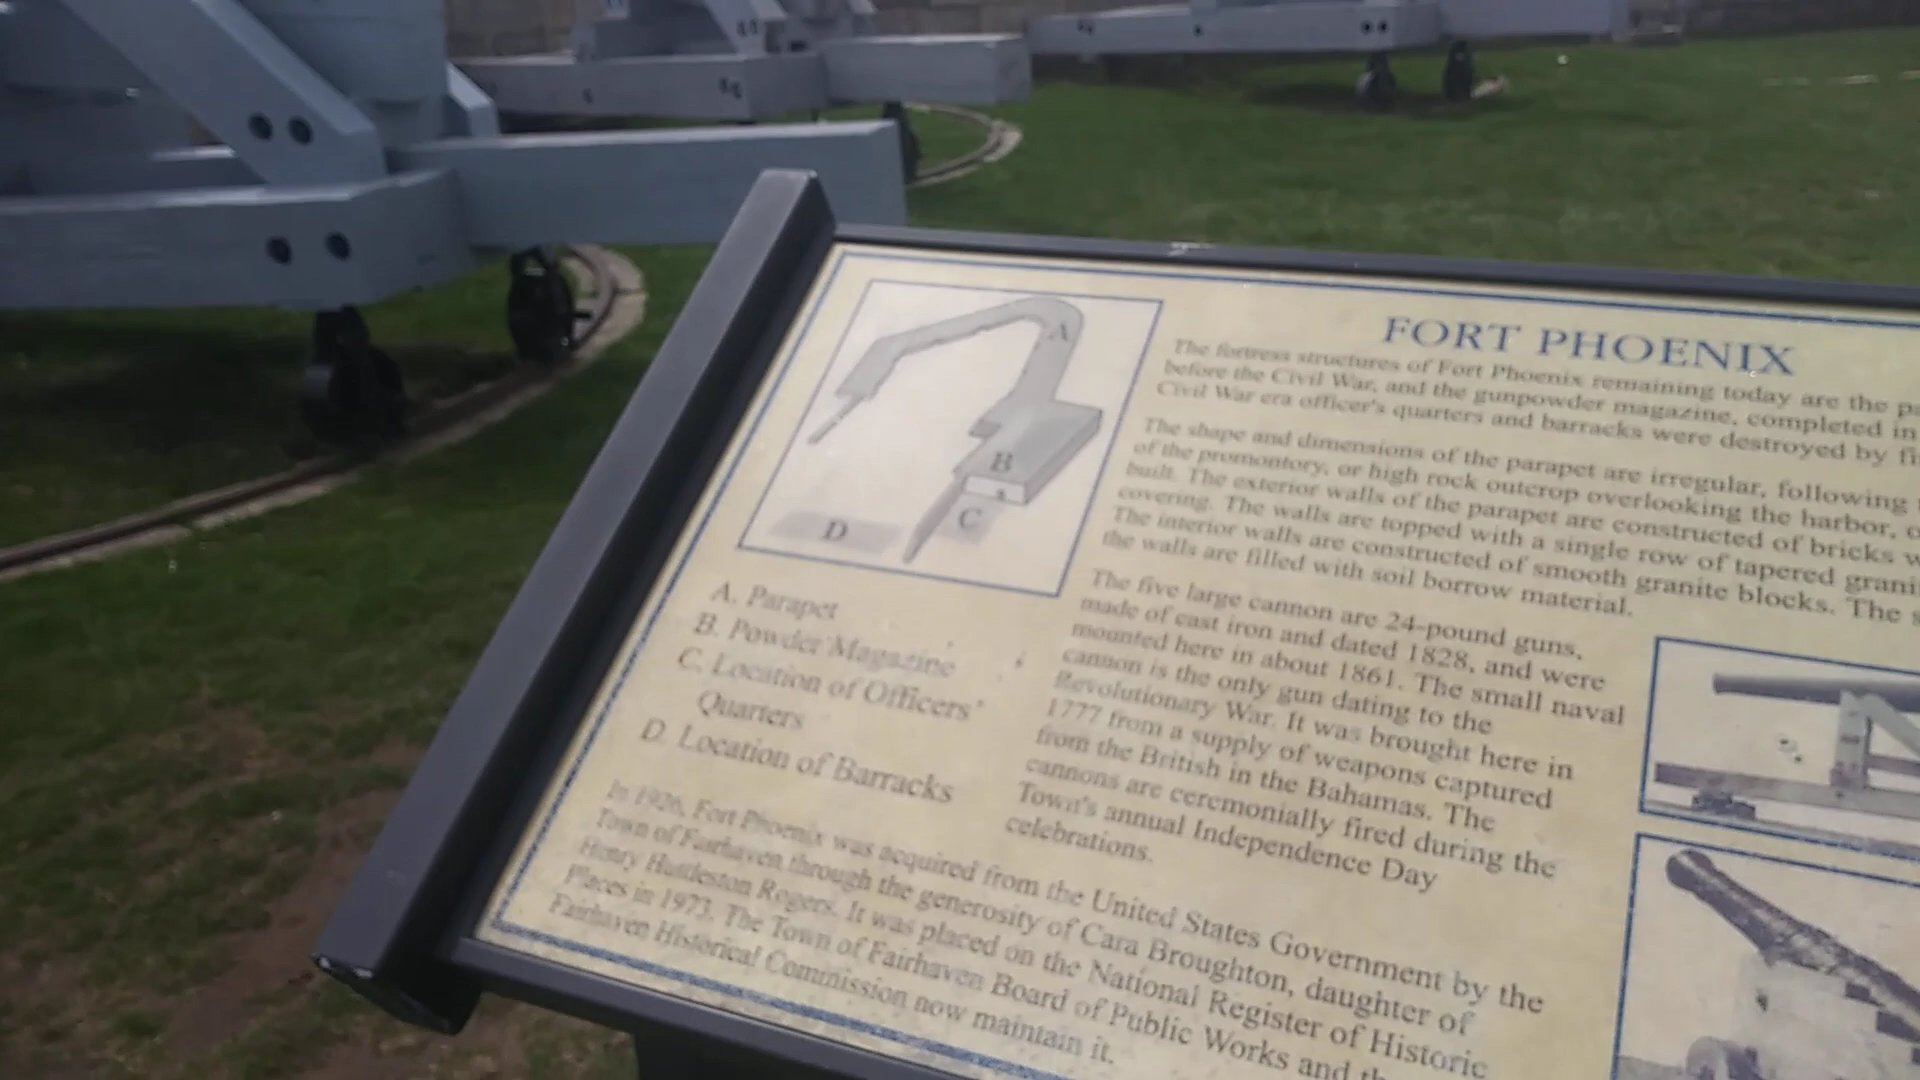 FORT PHOENIX
The fortress structures of Fort Phoenix remaining today are the
before the Civil War, and the gunpowder magazine, completed in
Civil War era officer's quarters and barracks were destroyed by
The shape and dimensions of the parapet are irregular, following
of the promontory, or high rock outcrop overlooking the harbor,
built. The exterior walls of the parapet are constructed of bricks
covering. The walls are topped with a single row of tapered
The interior walls are constructed of smooth granite blocks. The
the walls are filled with soil borrow material.
The five large cannon are 24-pound guns,
made of cast iron and dated 1828, and were
mounted here in about 1861. The small naval
cannon is the only gun dating to the
Revolutionary War. It was brought here in
1777 from a supply of weapons captured
from the British in the Bahamas. The
cannons are ceremonially fired during the
Town's annual Independence Day
celebrations.
A
B
C
D
A. Parapet
B. Powder Magazine
C. Location of Officers'
Quarters
D. Location of Barracks
In 1926, Fort Phoenix was acquired from the United States Government by the
Town of Fairhaven through the generosity of Cara Broughton, daughter of
Henry Huttleston Rogers. It was placed on the National Register of Historic
Places in 1973. The Town of Fairhaven Board of Public Works and
Fairhaven Historical Commission now maintain it.